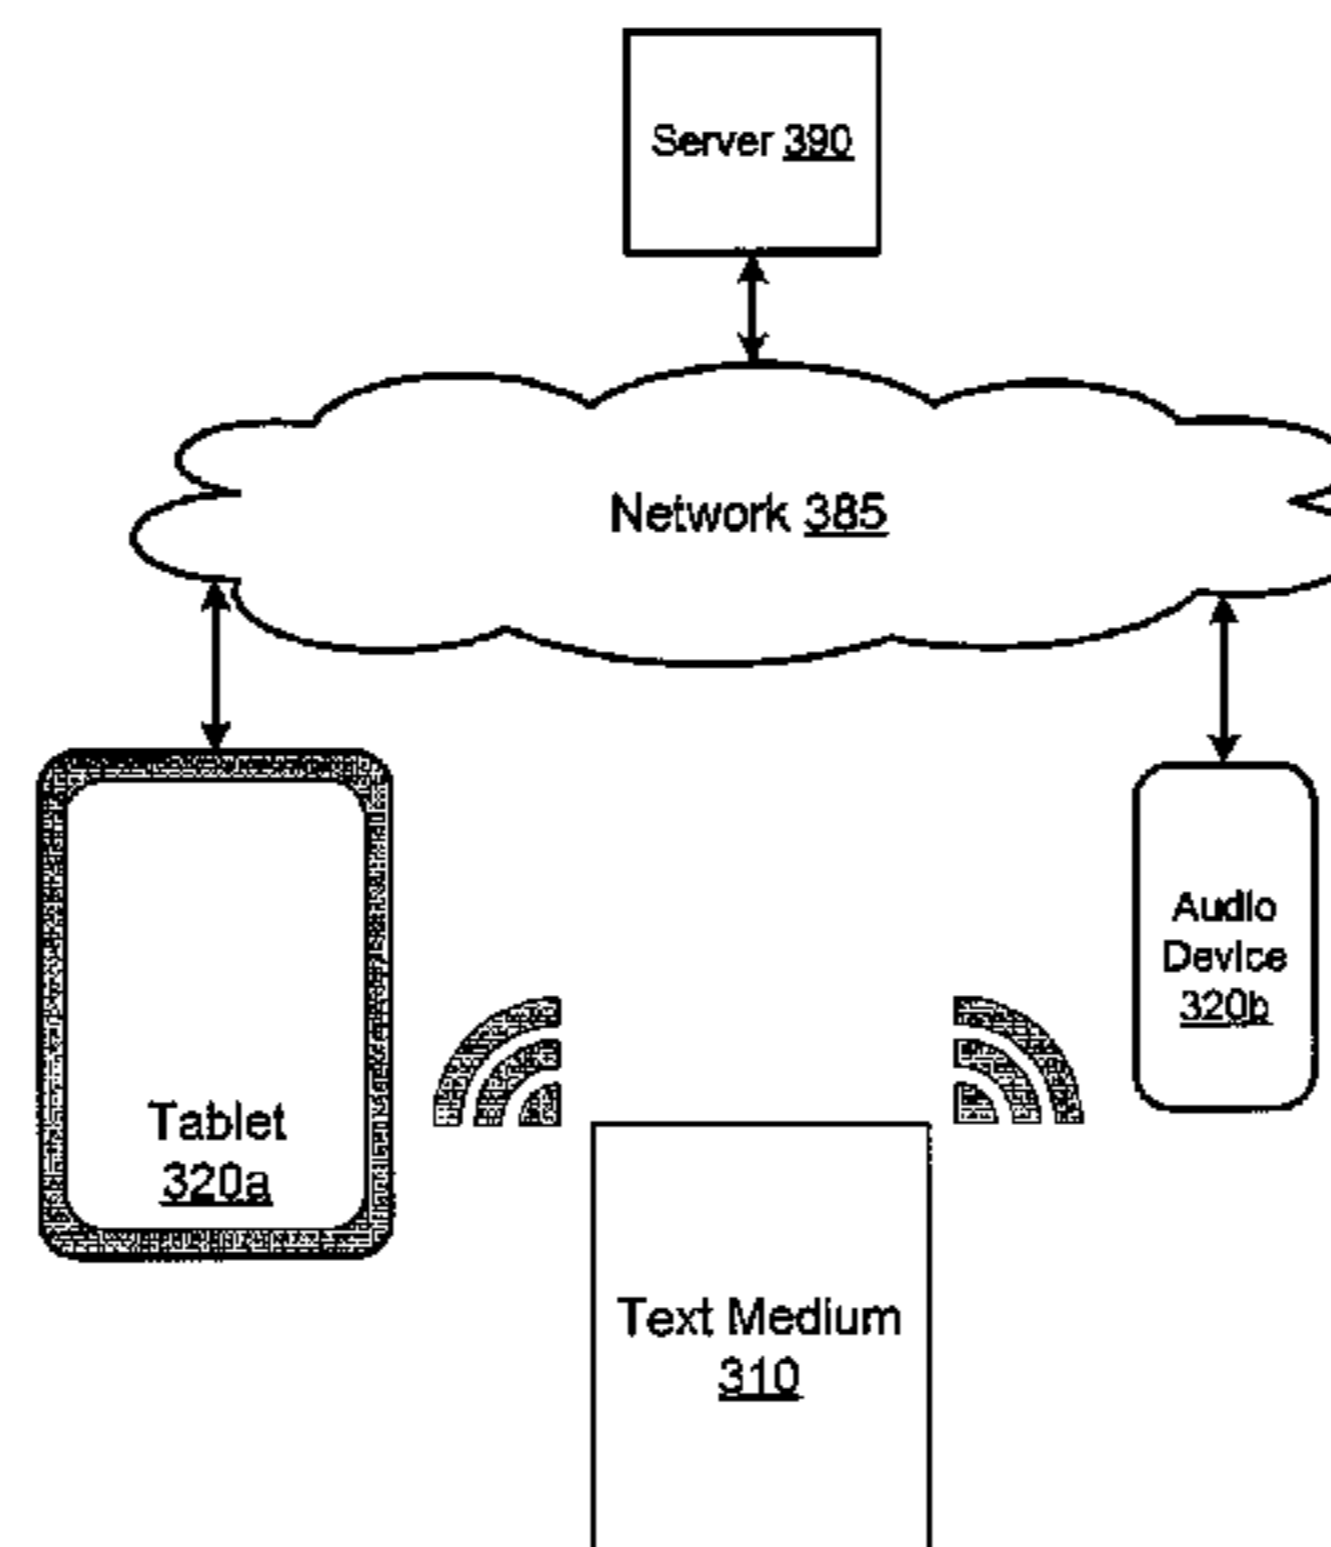 Server 390
Network 385
Audio
Device
320b
Tablet
320a
Text Medium
310